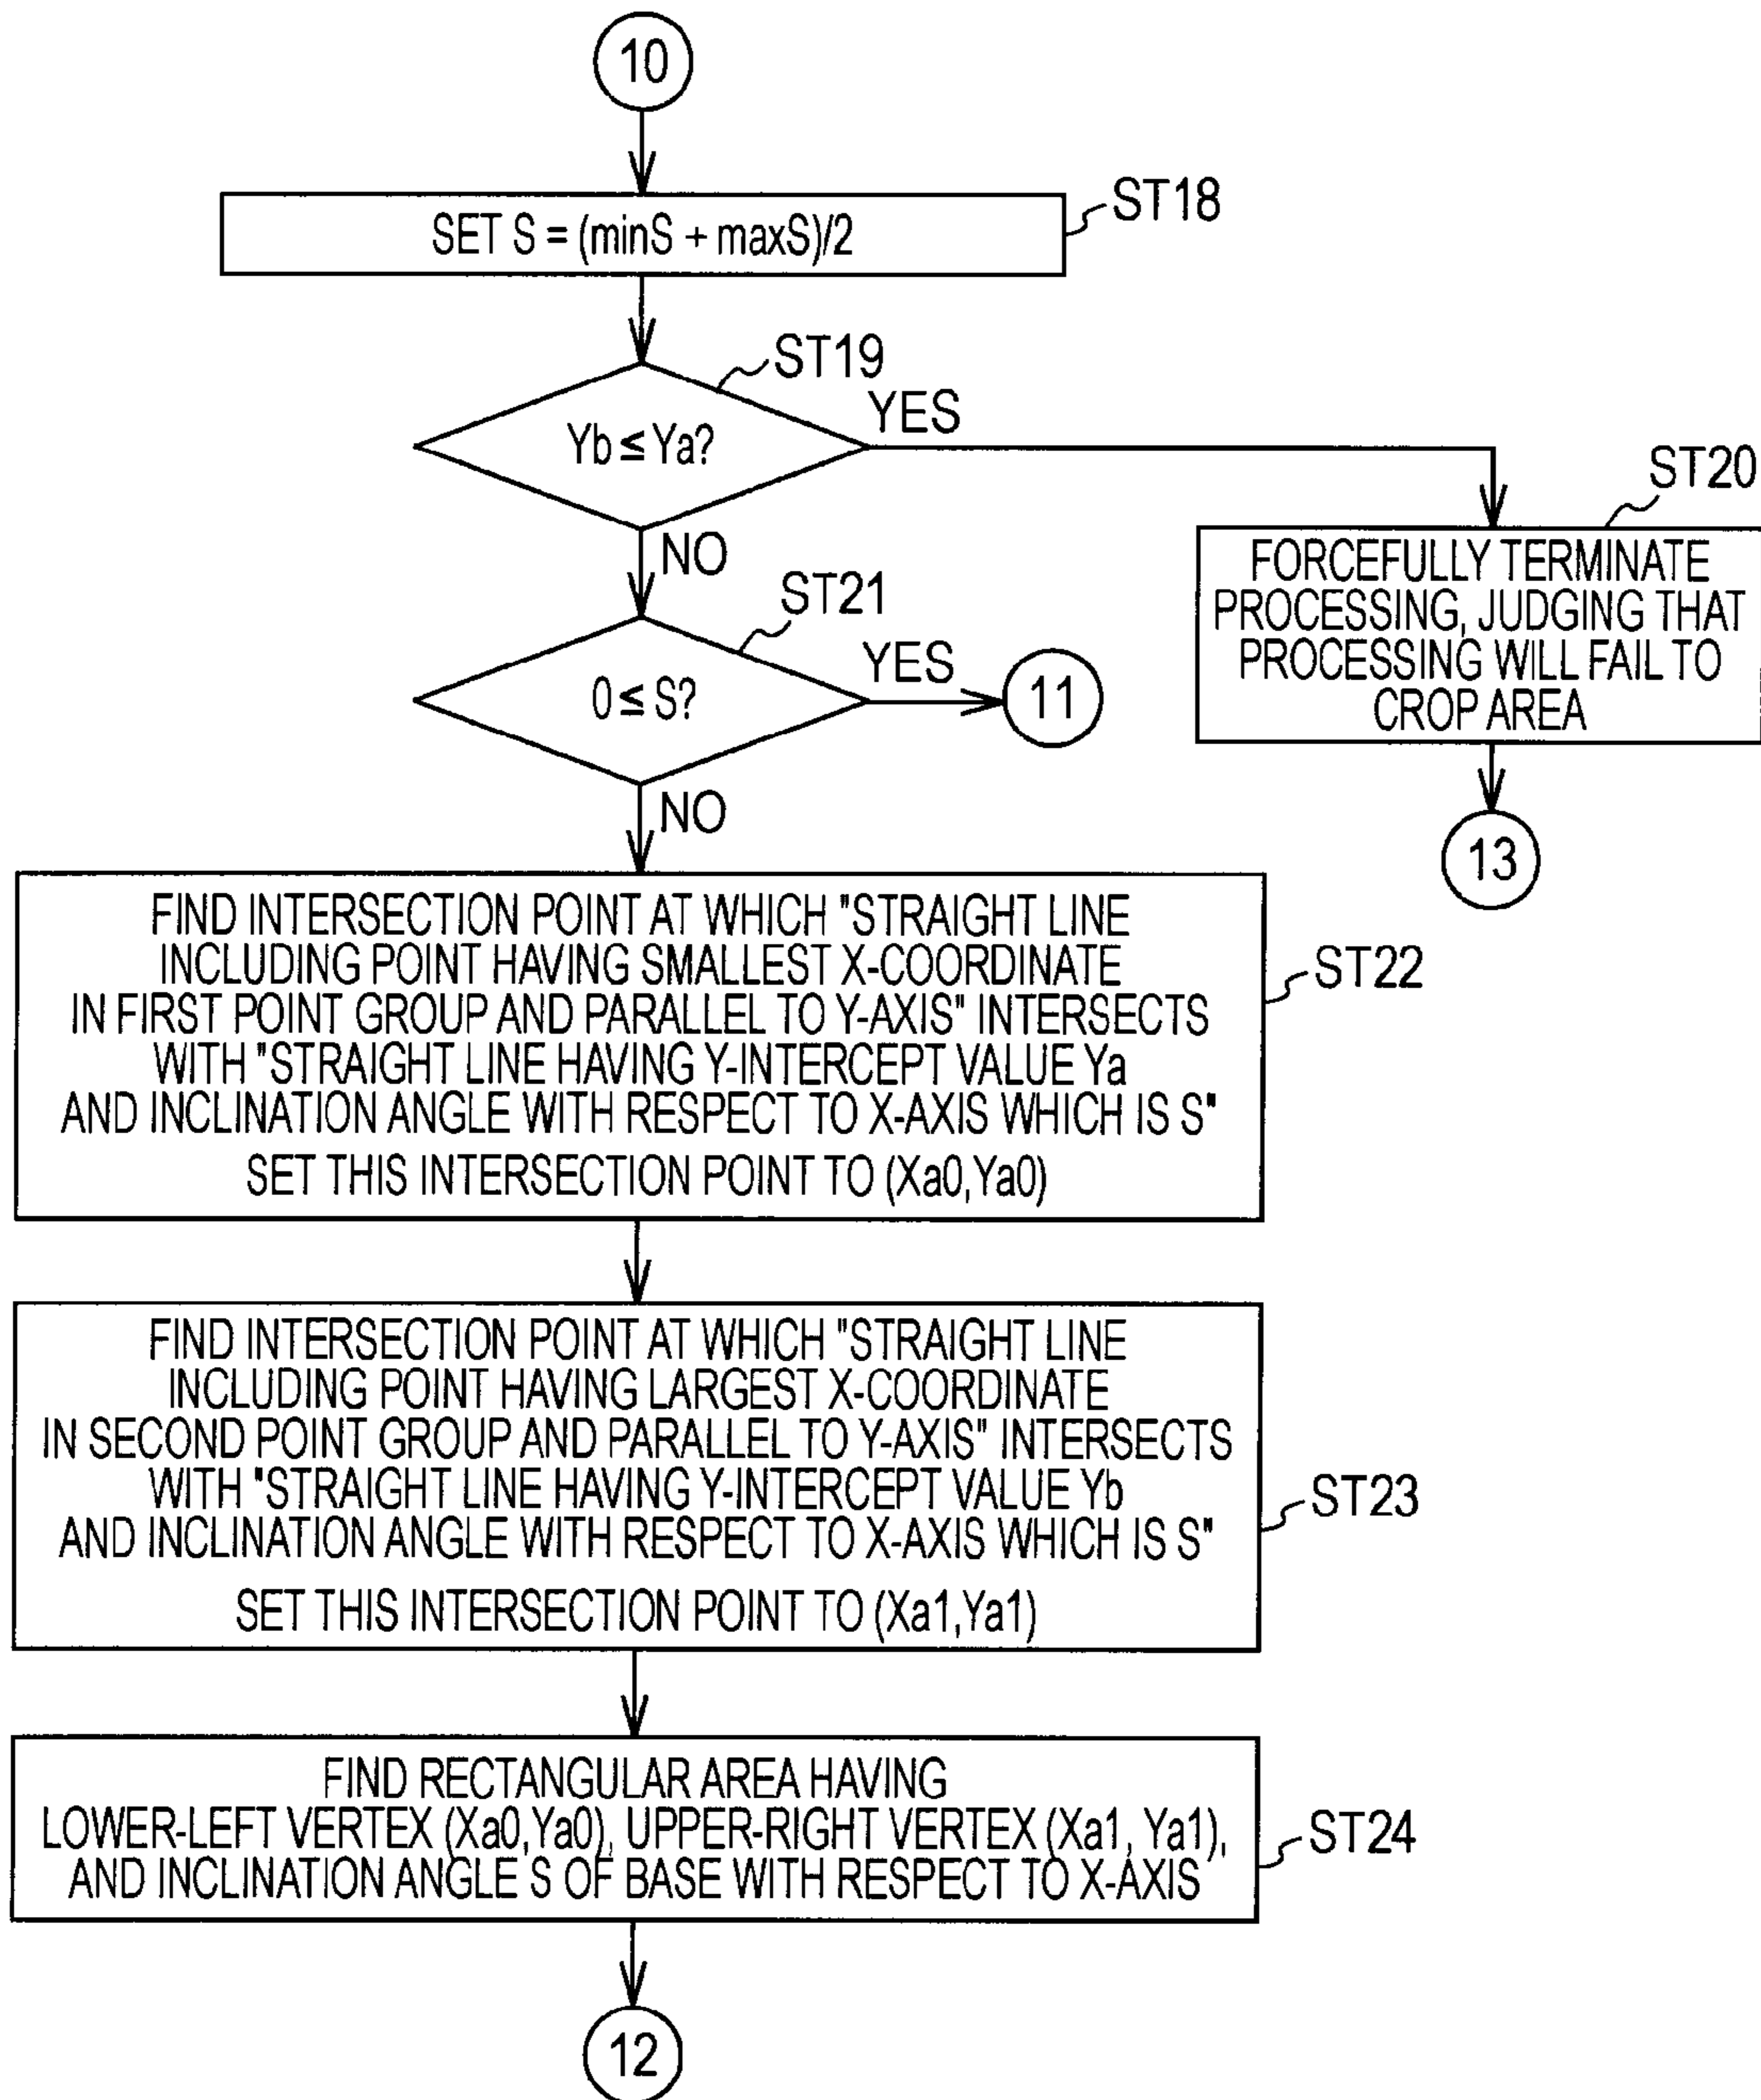 10
SET S = (minS + maxS)/2
ST18
ST19
Yb ≤ Ya?
YES
NO
ST20
FORCEFULLY TERMINATE
PROCESSING, JUDGING THAT
PROCESSING WILL FAIL TO
CROP AREA
13
ST21
0 ≤ S?
YES
11
NO
FIND INTERSECTION POINT AT WHICH "STRAIGHT LINE
INCLUDING POINT HAVING SMALLEST X-COORDINATE
IN FIRST POINT GROUP AND PARALLEL TO Y-AXIS" INTERSECTS
WITH "STRAIGHT LINE HAVING Y-INTERCEPT VALUE Ya
AND INCLINATION ANGLE WITH RESPECT TO X-AXIS WHICH IS S"
SET THIS INTERSECTION POINT TO (Xa0,Ya0)
ST22
FIND INTERSECTION POINT AT WHICH "STRAIGHT LINE
INCLUDING POINT HAVING LARGEST X-COORDINATE
IN SECOND POINT GROUP AND PARALLEL TO Y-AXIS" INTERSECTS
WITH "STRAIGHT LINE HAVING Y-INTERCEPT VALUE Yb
AND INCLINATION ANGLE WITH RESPECT TO X-AXIS WHICH IS S"
SET THIS INTERSECTION POINT TO (Xa1,Ya1)
ST23
FIND RECTANGULAR AREA HAVING
LOWER-LEFT VERTEX (Xa0,Ya0), UPPER-RIGHT VERTEX (Xa1, Ya1),
AND INCLINATION ANGLE S OF BASE WITH RESPECT TO X-AXIS
ST24
12